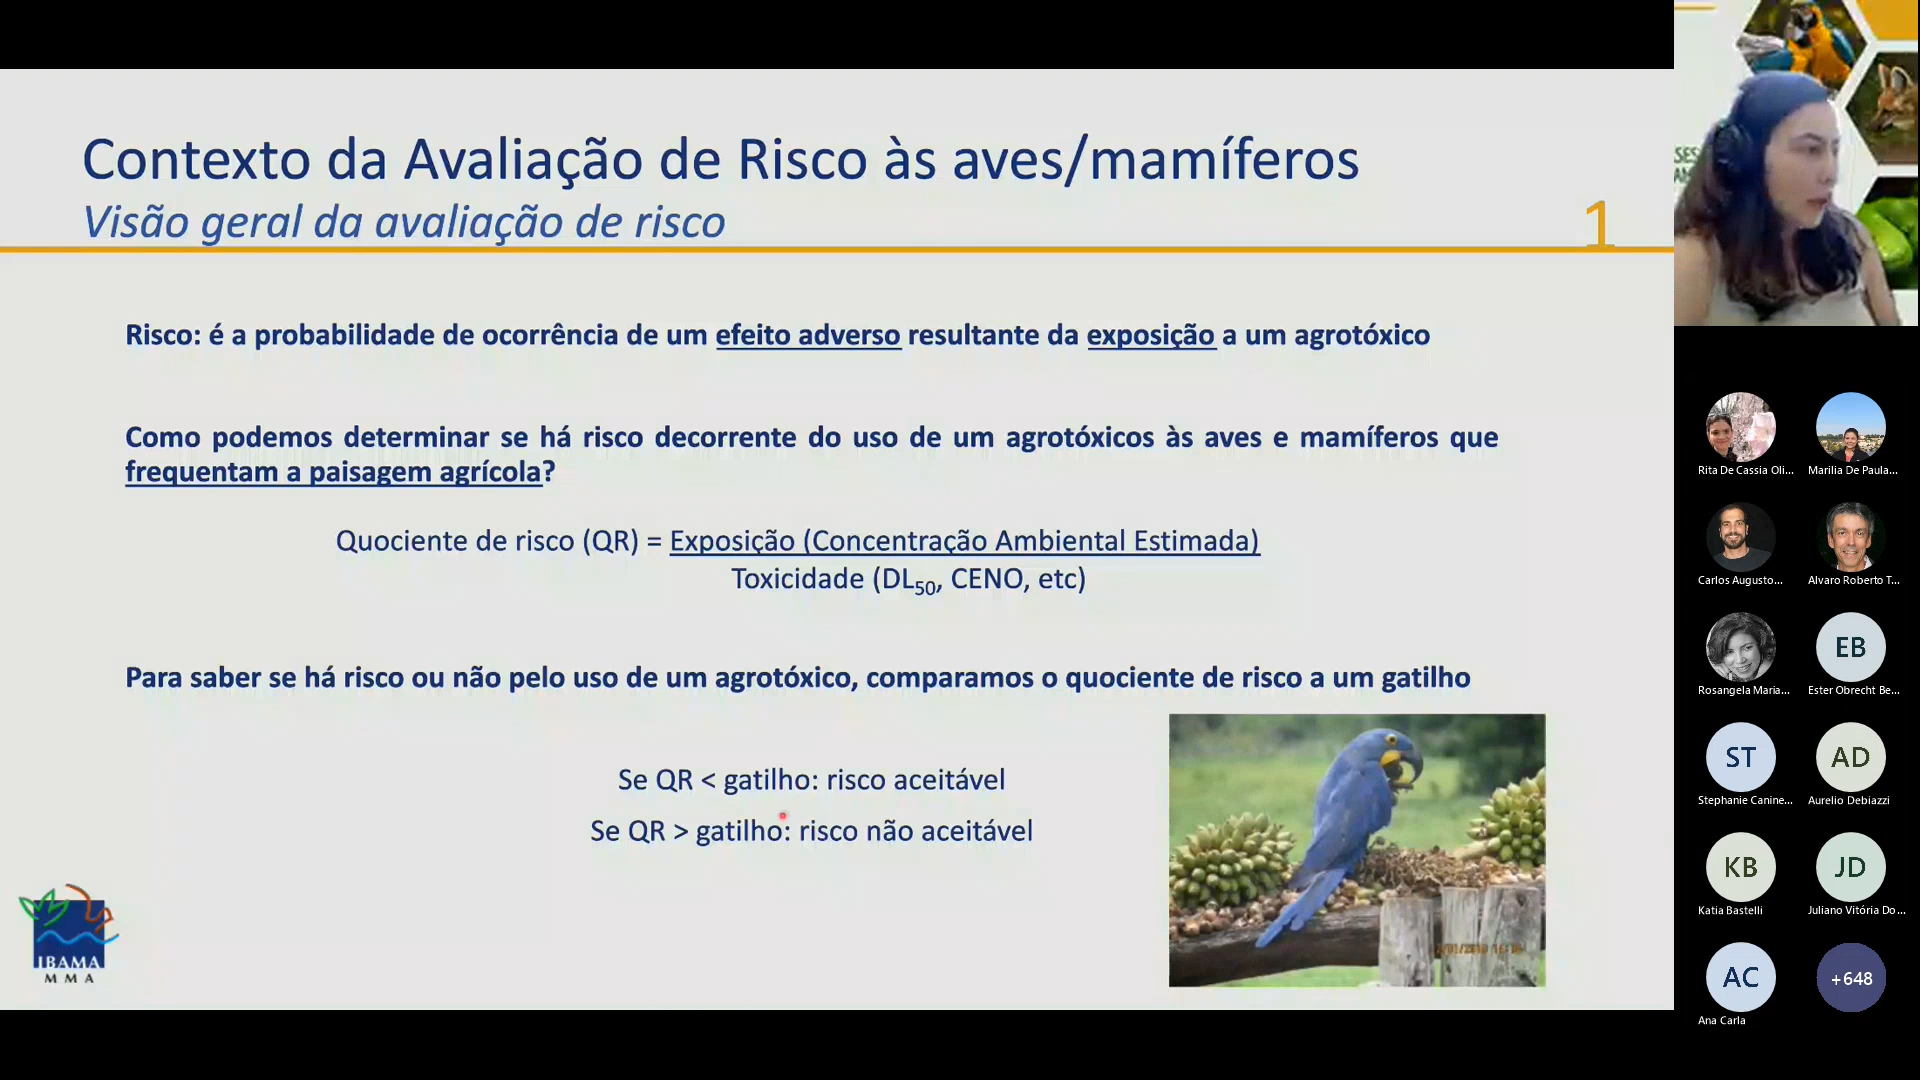 Contexto da Avaliação de Risco às aves/mamíferos
Visão geral da avaliação de risco
1
Risco: é a probabilidade de ocorrência de um efeito adverso resultante da exposição a um agrotóxico
Como podemos determinar se há risco decorrente do uso de um agrotóxicos às aves e mamíferos que
frequentam a paisagem agrícola?
Quociente de risco (QR) = Exposição (Concentração Ambiental Estimada)
Toxicidade (DL50, CENO, etc)
Para saber se há risco ou não pelo uso de um agrotóxico, comparamos o quociente de risco a um gatilho
Se QR < gatilho: risco aceitável
Se QR > gatilho: risco não aceitável
IBAMA
MMA
Rita De Cassia Oli...
Marilia De Paula...
Carlos Augusto...
Alvaro Roberto T...
Rosangela Maria...
EB
Ester Obrecht Be...
ST
Stephanie Canine...
AD
Aurelio Debiazzi
KB
Katia Bastelli
JD
Juliano Vitória Do...
AC
Ana Carla
+648